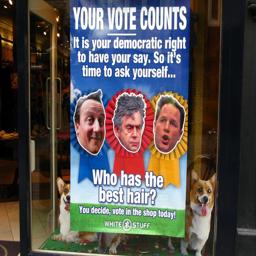 YOUR VOTE COUNTS
It is your democratic right
to have your say. So it's
time to ask yourself...
Who has the
best hair?
You decide, vote in the shop today!
WHITE STUFF